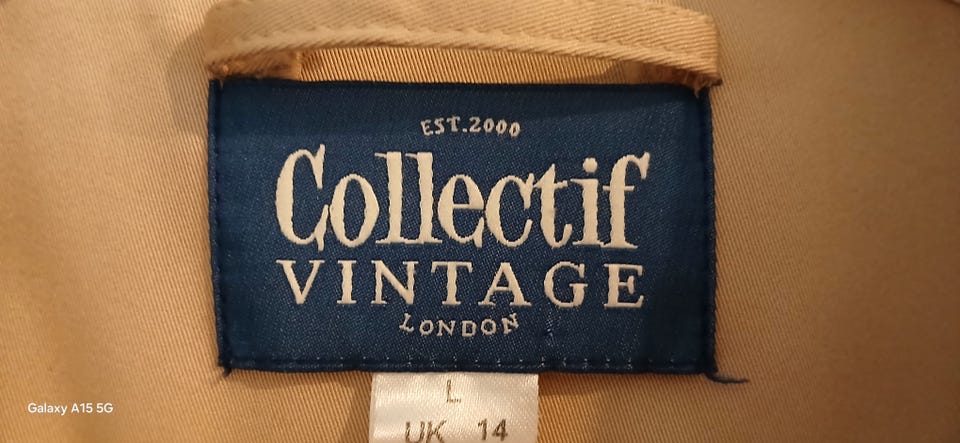 EST.2000
Collectif
VINTAGE
LONDON
L
UK 14
Galaxy A15 5G